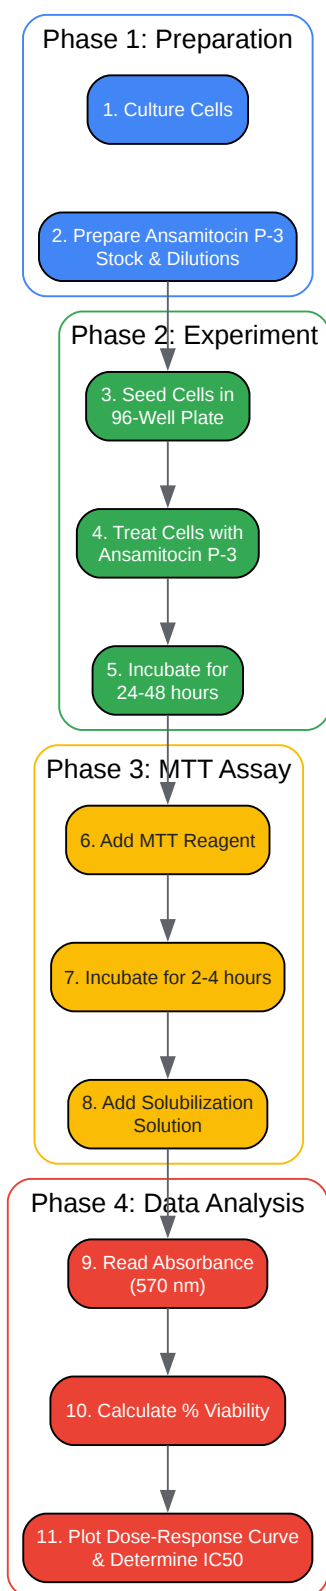 Phase 1: Preparation
1. Culture Cells
2. Prepare Ansamitocin P-3
Stock & Dilutions
Phase 2: Experiment
3. Seed Cells in
96-Well Plate
4. Treat Cells with
Ansamitocin P-3
5. Incubate for
24-48 hours
Phase 3: MTT Assay
6. Add MTT Reagent
7. Incubate for 2-4 hours
8. Add Solubilization
Solution
Phase 4: Data Analysis
9. Read Absorbance
(570 nm)
10. Calculate % Viability
11. Plot Dose-Response Curve
& Determine IC50